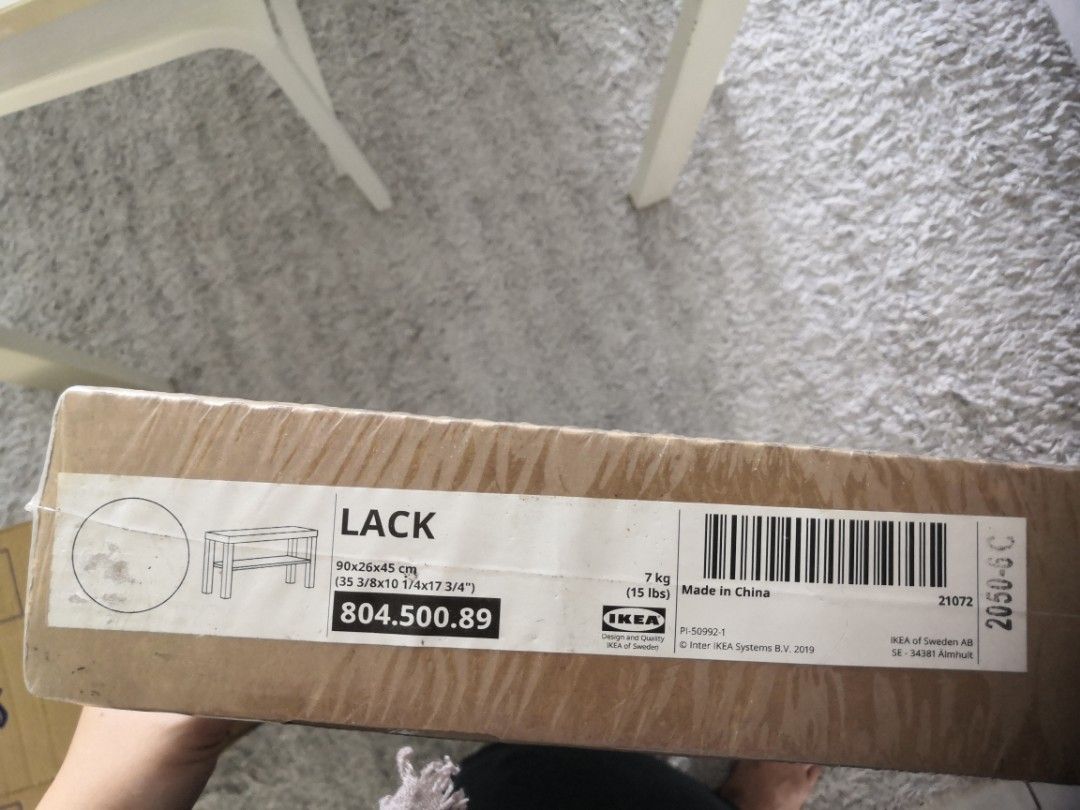 LACK
90x26x45 cm
(35 3/8x10 1/4x17 3/4")
804.500.89
7 kg
(15 lbs)
IKEA
Design and Quality
IKEA of Sweden
Made in China
21072
PI-50992-1
© Inter IKEA Systems B.V. 2019
IKEA of Sweden AB
SE - 34381 Älmhult
2050-6 C